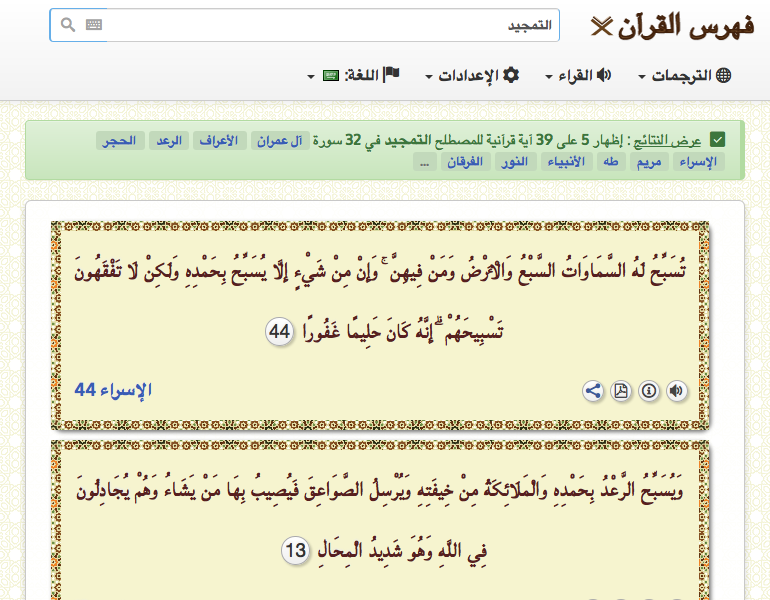 فهرس القرآن
التمجيد
الترجمات القراء الإعدادات اللغة:
عرض النتائج : إظهار 5 على 39 آية قرآنية للمصطلح التمجيد في 32 سورة آل عمران الأعراف الرعد الحجر
الإسراء مريم طه الأنبياء النور الفرقان ...
تُسَبِّحُ لَهُ السَّمَاوَاتُ السَّبْعُ وَالْأَرْضُ وَمَنْ فِيهِنَّ ۚ وَإِنْ مِنْ شَيْءٍ إِلَّا يُسَبِّحُ بِحَمْدِهِ وَلَٰكِنْ لَا تَفْقَهُونَ
تَسْبِيحَهُمْ ۗ إِنَّهُ كَانَ حَلِيمًا غَفُورًا 44
الإسراء 44
وَيُسَبِّحُ الرَّعْدُ بِحَمْدِهِ وَالْمَلَائِكَةُ مِنْ خِيفَتِهِ وَيُرْسِلُ الصَّوَاعِقَ فَيُصِيبُ بِهَا مَنْ يَشَاءُ وَهُمْ يُجَادِلُونَ
فِي اللَّهِ وَهُوَ شَدِيدُ الْمِحَالِ 13